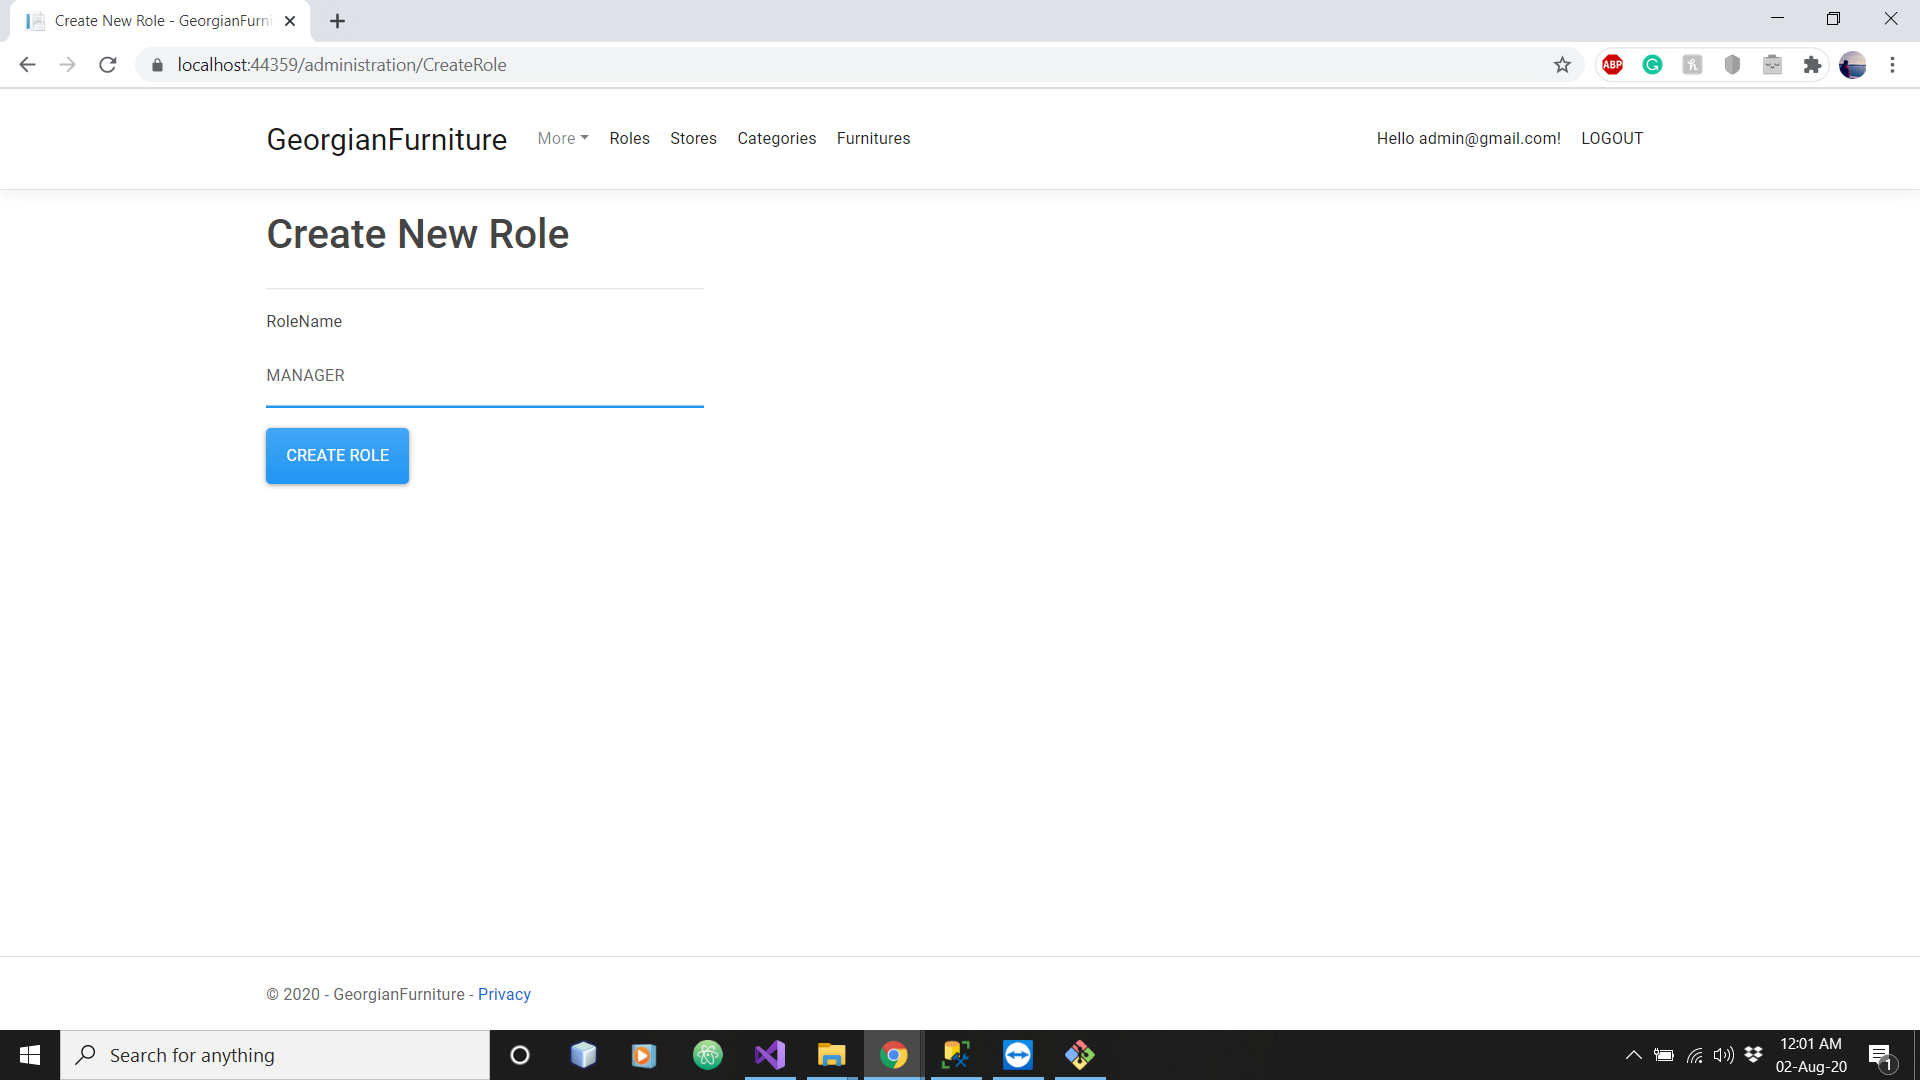 Create New Role - GeorgianFurni
localhost:44359/administration/CreateRole
ABP
GeorgianFurniture More Roles Stores Categories Furnitures Hello admin@gmail.com! LOGOUT
Create New Role
RoleName
MANAGER
CREATE ROLE
© 2020 - GeorgianFurniture - Privacy
Search for anything
12:01 AM
02-Aug-20
1